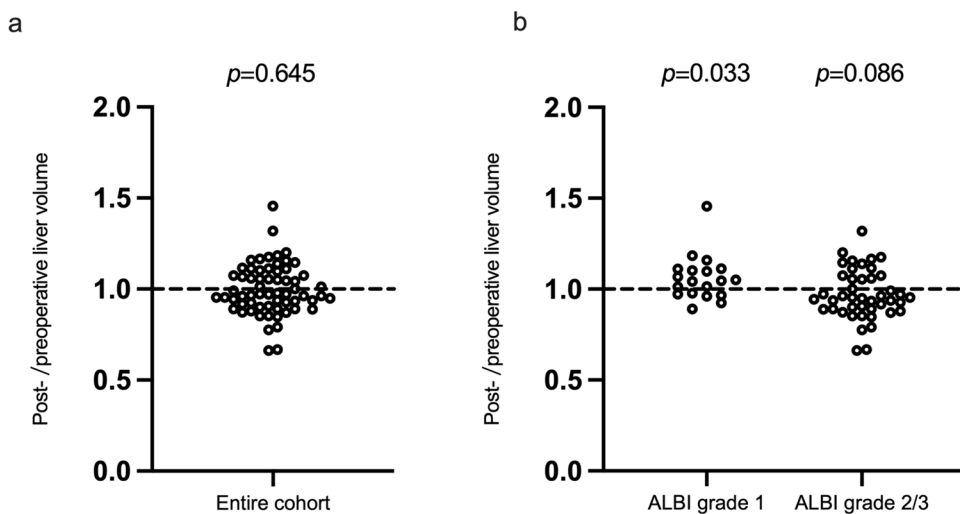 a
p=0.645
2.0
1.5
1.0
0.5
0.0
Post- /preoperative liver volume
Entire cohort
b
p=0.033 p=0.086
2.0
1.5
1.0
0.5
0.0
Post- /preoperative liver volume
ALBI grade 1 ALBI grade 2/3